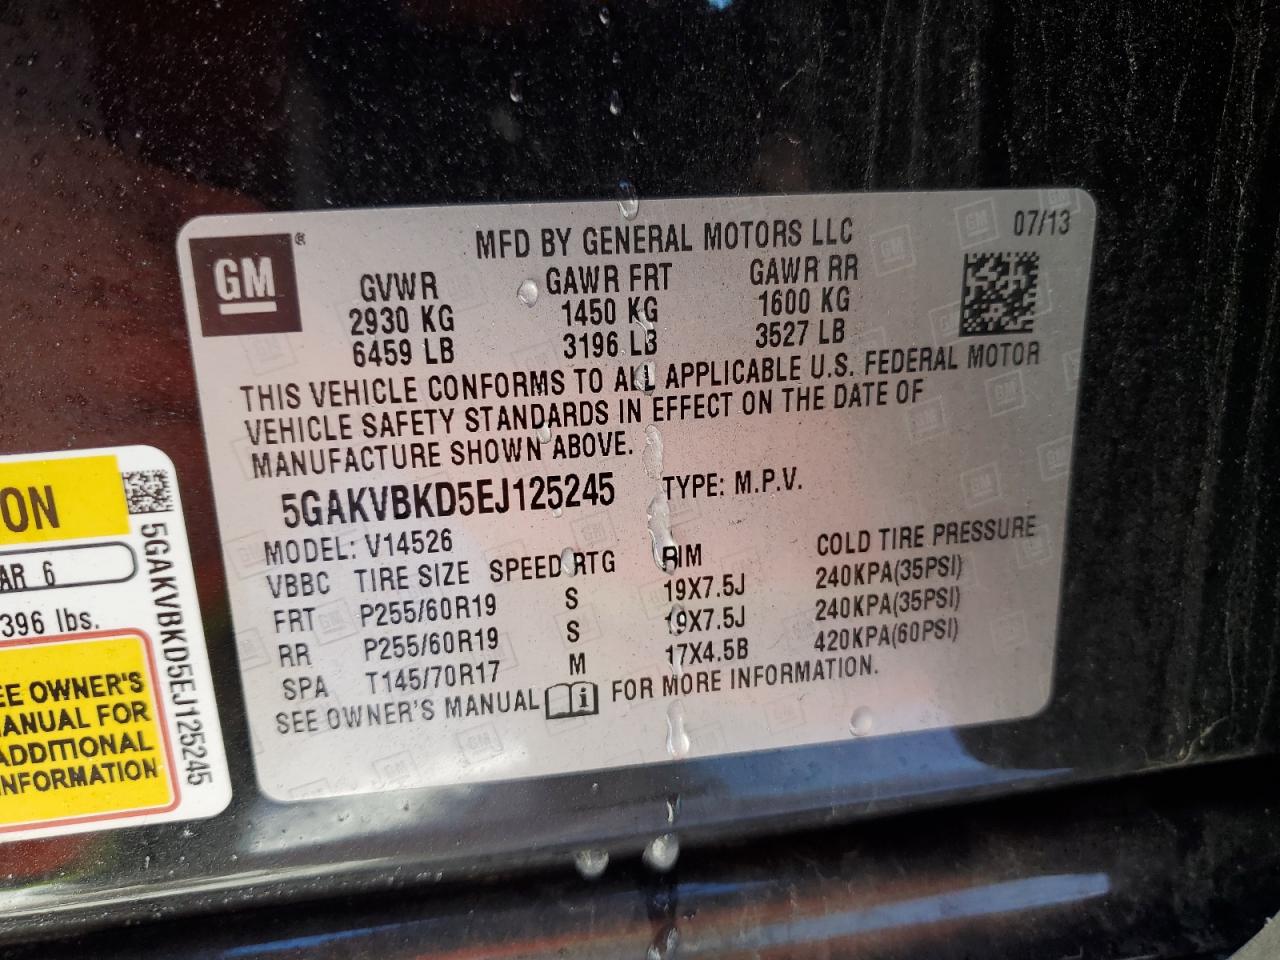 GM ®
MFD BY GENERAL MOTORS LLC
07/13
GVWR GAWR FRT GAWR RR
2930 KG 1450 KG 1600 KG
6459 LB 3196 LB 3527 LB
THIS VEHICLE CONFORMS TO ALL APPLICABLE U.S. FEDERAL MOTOR
VEHICLE SAFETY STANDARDS IN EFFECT ON THE DATE OF
MANUFACTURE SHOWN ABOVE.
5GAKVBKD5EJ125245 TYPE: M.P.V.
MODEL: V14526
VBBC TIRE SIZE SPEED RTG RIM COLD TIRE PRESSURE
FRT P255/60R19 S 19X7.5J 240KPA(35PSI)
RR P255/60R19 S 19X7.5J 240KPA(35PSI)
SPA T145/70R17 M 17X4.5B 420KPA(60PSI)
SEE OWNER'S MANUAL i FOR MORE INFORMATION.
ON
AR 6
396 lbs.
EE OWNER'S
ANUAL FOR
ADDITIONAL
NFORMATION
5GAKVBKD5EJ125245